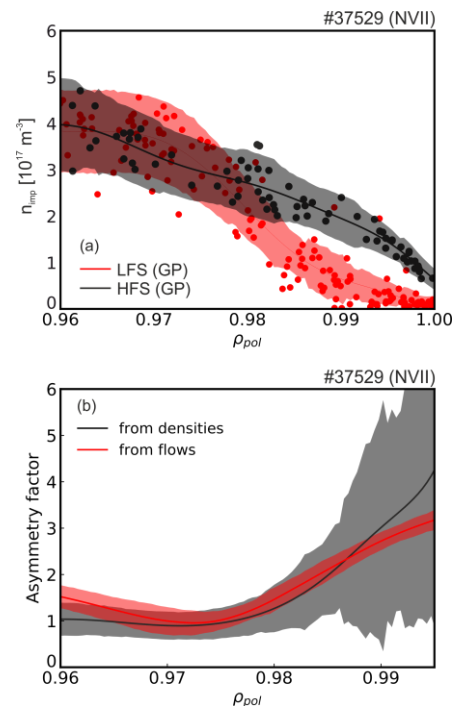 #37529 (NVII)
6
5
4
3
2
1
0
n_imp [10^17 m^-3]
(a)
LFS (GP)
HFS (GP)
0.96 0.97 0.98 0.99 1.00
ρ_pol
#37529 (NVII)
(b)
from densities
from flows
6
5
4
3
2
1
0
Asymmetry factor
0.96 0.97 0.98 0.99
ρ_pol